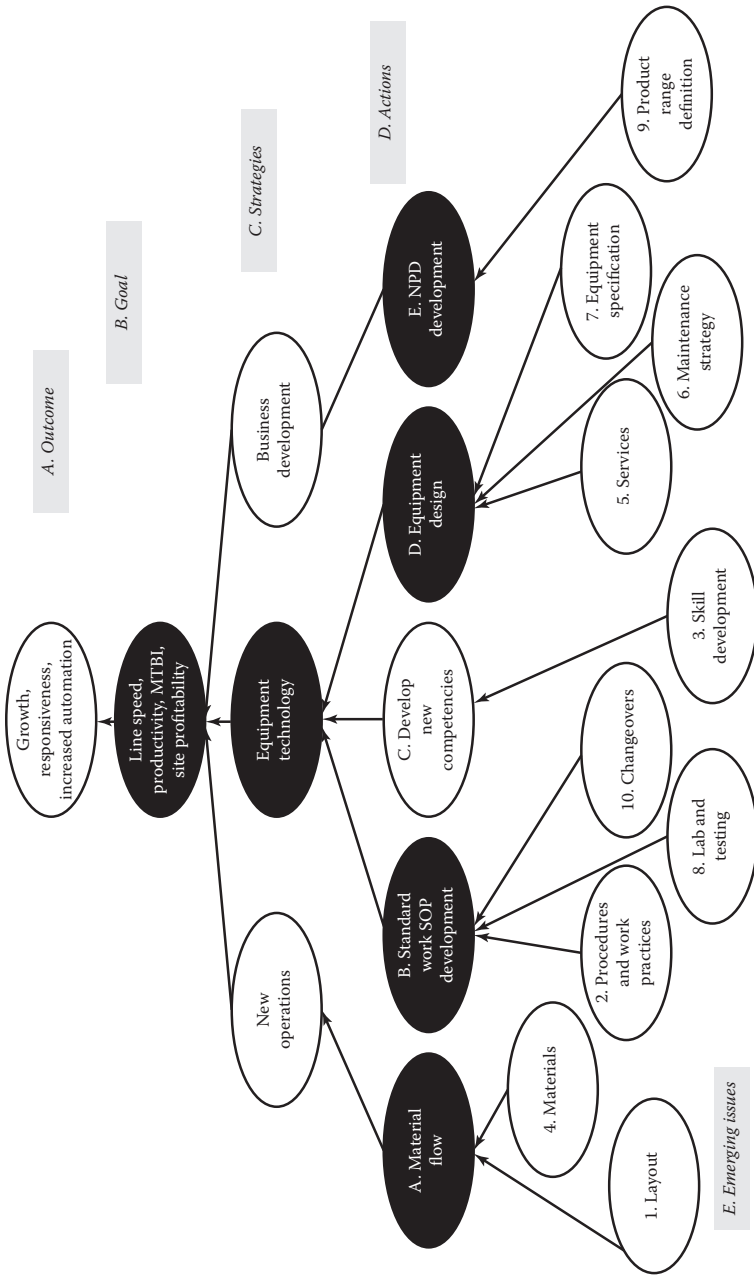 A. Outcome
Growth,
responsiveness,
increased automation
B. Goal
Line speed,
productivity, MTBI,
site profitability
C. Strategies
New
operations
Equipment
technology
Business
development
D. Actions
A. Material
flow
B. Standard
work SOP
development
C. Develop
new
competencies
D. Equipment
design
E. NPD
development
1. Layout
4. Materials
2. Procedures
and work
practices
8. Lab and
testing
10. Changeovers
3. Skill
development
5. Services
6. Maintenance
strategy
7. Equipment
specification
9. Product
range
definition
E. Emerging issues